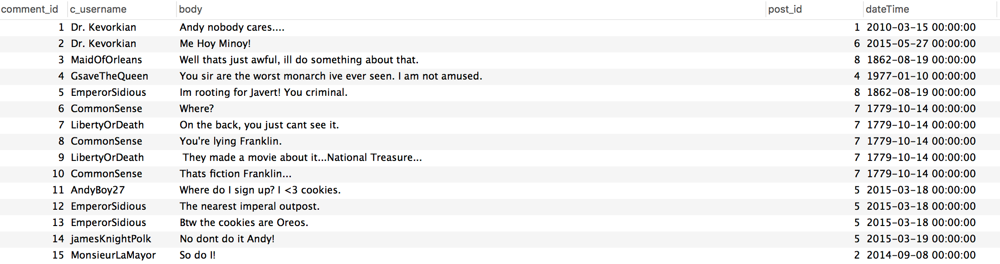 comment_id c_username body post_id dateTime
1 Dr. Kevorkian Andy nobody cares.... 1 2010-03-15 00:00:00
2 Dr. Kevorkian Me Hoy Minoy! 6 2015-05-27 00:00:00
3 MaidOfOrleans Well thats just awful, ill do something about that. 8 1862-08-19 00:00:00
4 GsaveTheQueen You sir are the worst monarch ive ever seen. I am not amused. 4 1977-01-10 00:00:00
5 EmperorSidious Im rooting for Javert! You criminal. 8 1862-08-19 00:00:00
6 CommonSense Where? 7 1779-10-14 00:00:00
7 LibertyOrDeath On the back, you just cant see it. 7 1779-10-14 00:00:00
8 CommonSense You're lying Franklin. 7 1779-10-14 00:00:00
9 LibertyOrDeath They made a movie about it...National Treasure... 7 1779-10-14 00:00:00
10 CommonSense Thats fiction Franklin... 7 1779-10-14 00:00:00
11 AndyBoy27 Where do I sign up? I <3 cookies. 5 2015-03-18 00:00:00
12 EmperorSidious The nearest imperal outpost. 5 2015-03-18 00:00:00
13 EmperorSidious Btw the cookies are Oreos. 5 2015-03-18 00:00:00
14 jamesKnightPolk No dont do it Andy! 5 2015-03-19 00:00:00
15 MonsieurLaMayor So do I! 2 2014-09-08 00:00:00